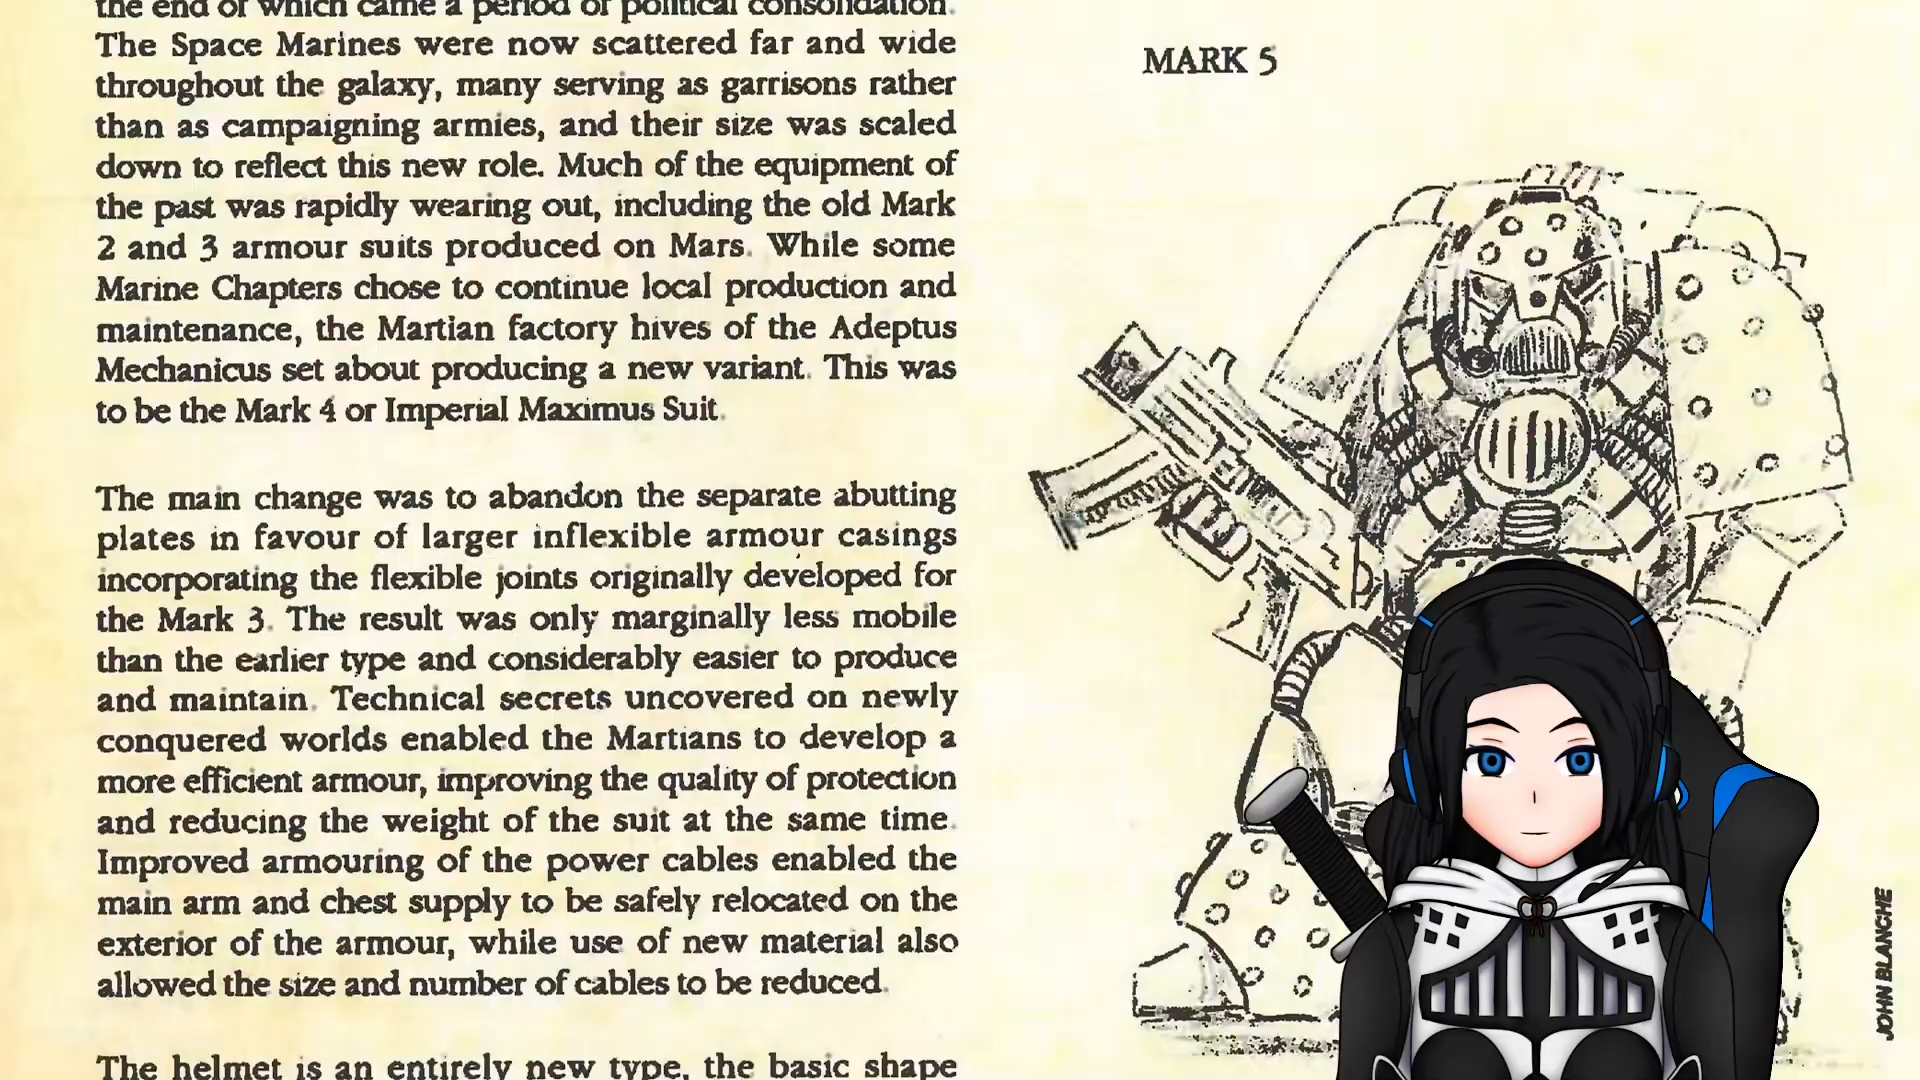 the end of which came a period of political consolidation.
The Space Marines were now scattered far and wide
throughout the galaxy, many serving as garrisons rather
than as campaigning armies, and their size was scaled
down to reflect this new role. Much of the equipment of
the past was rapidly wearing out, including the old Mark
2 and 3 armour suits produced on Mars. While some
Marine Chapters chose to continue local production and
maintenance, the Martian factory hives of the Adeptus
Mechanicus set about producing a new variant. This was
to be the Mark 4 or Imperial Maximus Suit.
The main change was to abandon the separate abutting
plates in favour of larger inflexible armour casings
incorporating the flexible joints originally developed for
the Mark 3. The result was only marginally less mobile
than the earlier type and considerably easier to produce
and maintain. Technical secrets uncovered on newly
conquered worlds enabled the Martians to develop a
more efficient armour, improving the quality of protection
and reducing the weight of the suit at the same time.
Improved armouring of the power cables enabled the
main arm and chest supply to be safely relocated on the
exterior of the armour, while use of new material also
allowed the size and number of cables to be reduced.
The helmet is an entirely new type, the basic shape
MARK 5
JOHN BLANCHE